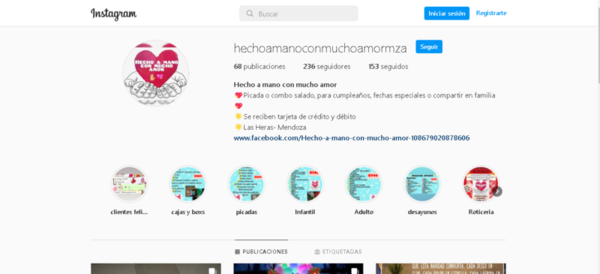 Instagram
Buscar
Iniciar sesión
Registrarte
HECHO A MANO
CON MUCHO
AMOR
hechoamanoconmuchoamormza
Seguir
68 publicaciones
236 seguidores
153 seguidos
Hecho a mano con mucho amor
❤️Picada o combo salado, para cumpleaños, fechas especiales o compartir en familia
❤️
🌟Se reciben tarjeta de crédito y débito
🌟Las Heras- Mendoza
www.facebook.com/Hecho-a-mano-con-mucho-amor-108679020878606
clientes feli...
cajas y boxs
picadas
Infantil
Adulto
desayunos
Roticeria
PUBLICACIONES
ETIQUETADAS